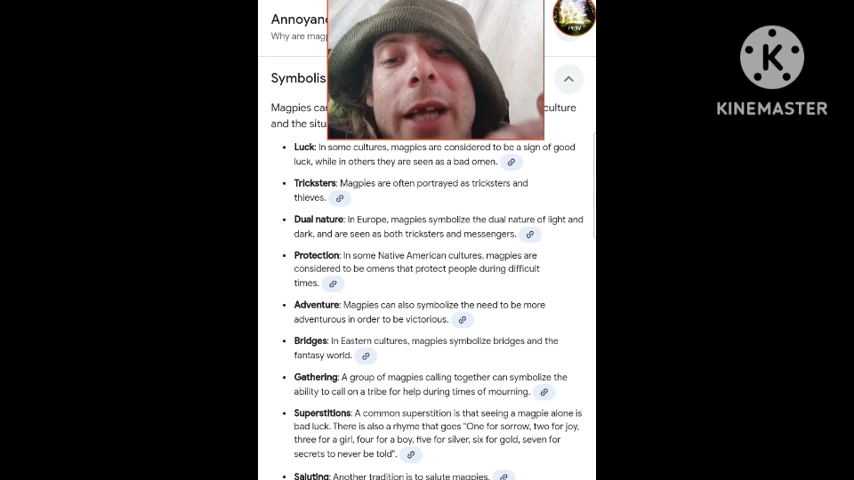 Annoyan
Why are mag
Symbolis
Magpies ca culture
and the situ
• Luck: In some cultures, magpies are considered to be a sign of good
luck, while in others they are seen as a bad omen.
• Tricksters: Magpies are often portrayed as tricksters and
thieves.
• Dual nature: In Europe, magpies symbolize the dual nature of light and
dark, and are seen as both tricksters and messengers.
• Protection: In some Native American cultures, magpies are
considered to be omens that protect people during difficult
times.
• Adventure: Magpies can also symbolize the need to be more
adventurous in order to be victorious.
• Bridges: In Eastern cultures, magpies symbolize bridges and the
fantasy world.
• Gathering: A group of magpies calling together can symbolize the
ability to call on a tribe for help during times of mourning.
• Superstitions: A common superstition is that seeing a magpie alone is
bad luck. There is also a rhyme that goes "One for sorrow, two for joy,
three for a girl, four for a boy, five for silver, six for gold, seven for
secrets to never be told".
• Saluting: Another tradition is to salute magpies.
K
KINEMASTER